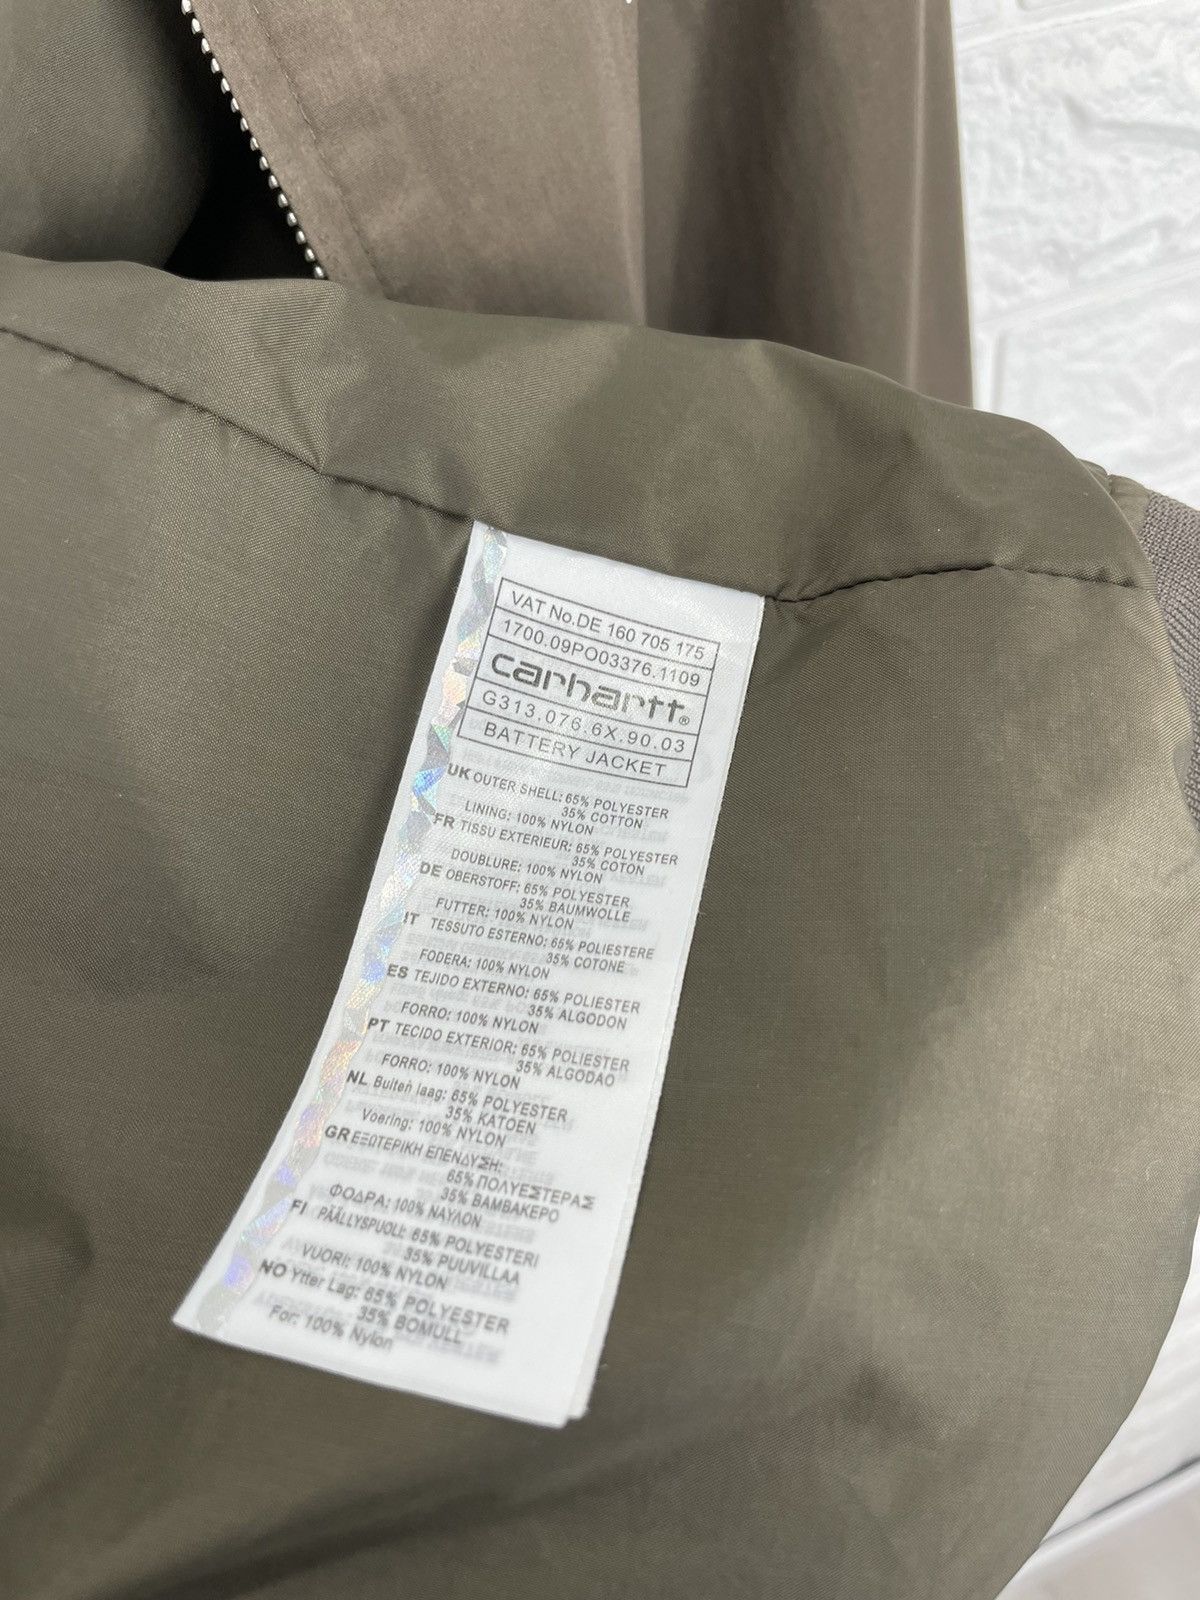 VAT No.DE 160 705 175
1700.09PO03376.1109
carhartt®
G313.076.6X.90.03
BATTERY JACKET
UK OUTER SHELL: 65% POLYESTER
35% COTTON
LINING: 100% NYLON
FR TISSU EXTERIEUR: 65% POLYESTER
35% COTON
DOUBLURE: 100% NYLON
DE OBERSTOFF: 65% POLYESTER
35% BAUMWOLLE
FUTTER: 100% NYLON
IT TESSUTO ESTERNO: 65% POLIESTERE
35% COTONE
FODERA: 100% NYLON
ES TEJIDO EXTERNO: 65% POLIESTER
35% ALGODON
FORRO: 100% NYLON
PT TECIDO EXTERIOR: 65% POLIESTER
35% ALGODAO
FORRO: 100% NYLON
NL Buiten laag: 65% POLYESTER
35% KATOEN
Voering: 100% NYLON
GR ΕΞΩΤΕΡΙΚΗ ΕΠΕΝΔΥΣΗ:
65% ΠΟΛΥΕΣΤΕΡΑΣ
35% ΒΑΜΒΑΚΕΡΟ
ΦΟΔΡΑ: 100% ΝΑΥΛΟΝ
FI PÄÄLLYSPUOLI: 65% POLYESTERI
35% PUUVILLAA
VUORI: 100% NYLON
NO Ytter Lag: 65% POLYESTER
35% BOMULL
For: 100% Nylon